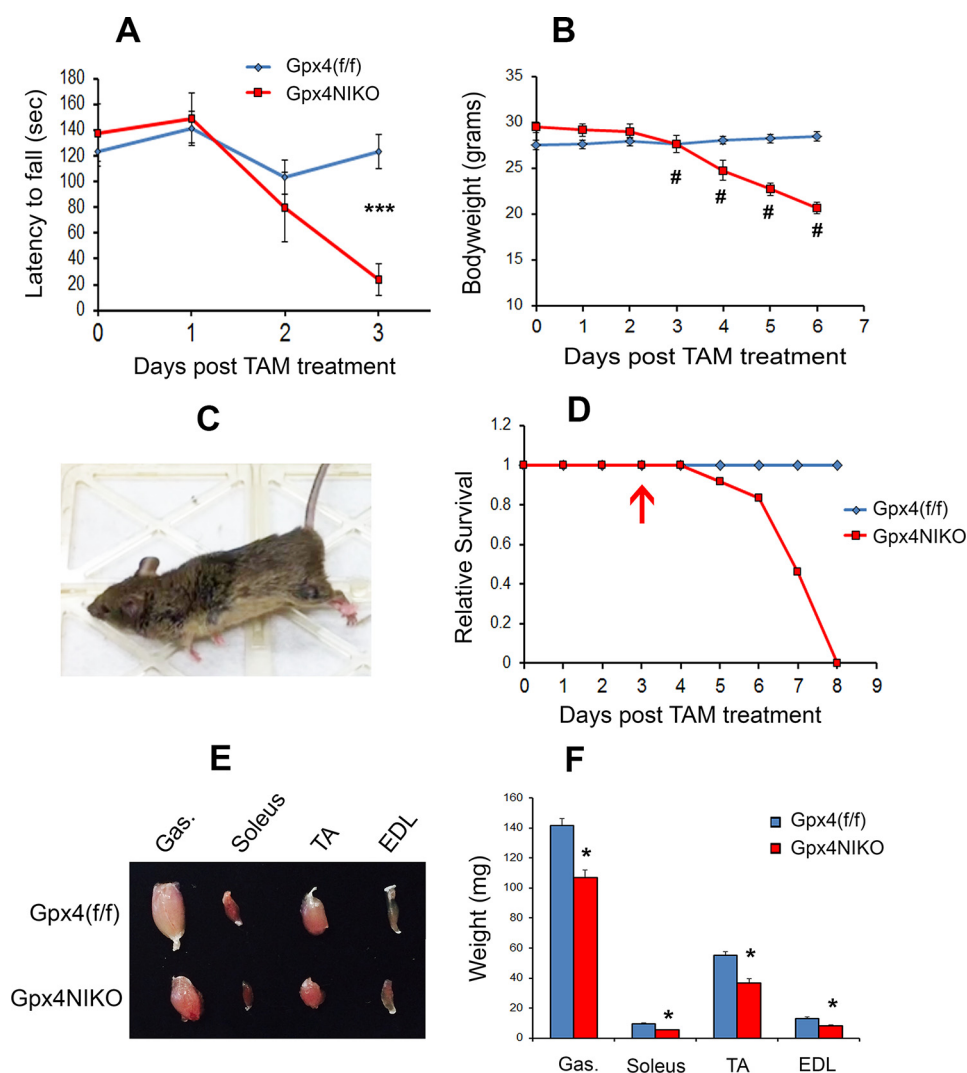 A
Gpx4(f/f)
Gpx4NIKO
Latency to fall (sec)
180
160
140
120
100
80
60
40
20
0
***
0 1 2 3
Days post TAM treatment
B
Bodyweight (grams)
35
30
25
20
15
10
# # # #
0 1 2 3 4 5 6 7
Days post TAM treatment
C
D
Relative Survival
1.2
1
0.8
0.6
0.4
0.2
0
Gpx4(f/f)
Gpx4NIKO
0 1 2 3 4 5 6 7 8 9
Days post TAM treatment
E
Gas. Soleus TA EDL
Gpx4(f/f)
Gpx4NIKO
F
Weight (mg)
160
140
120
100
80
60
40
20
0
Gpx4(f/f)
Gpx4NIKO
* * * *
Gas. Soleus TA EDL